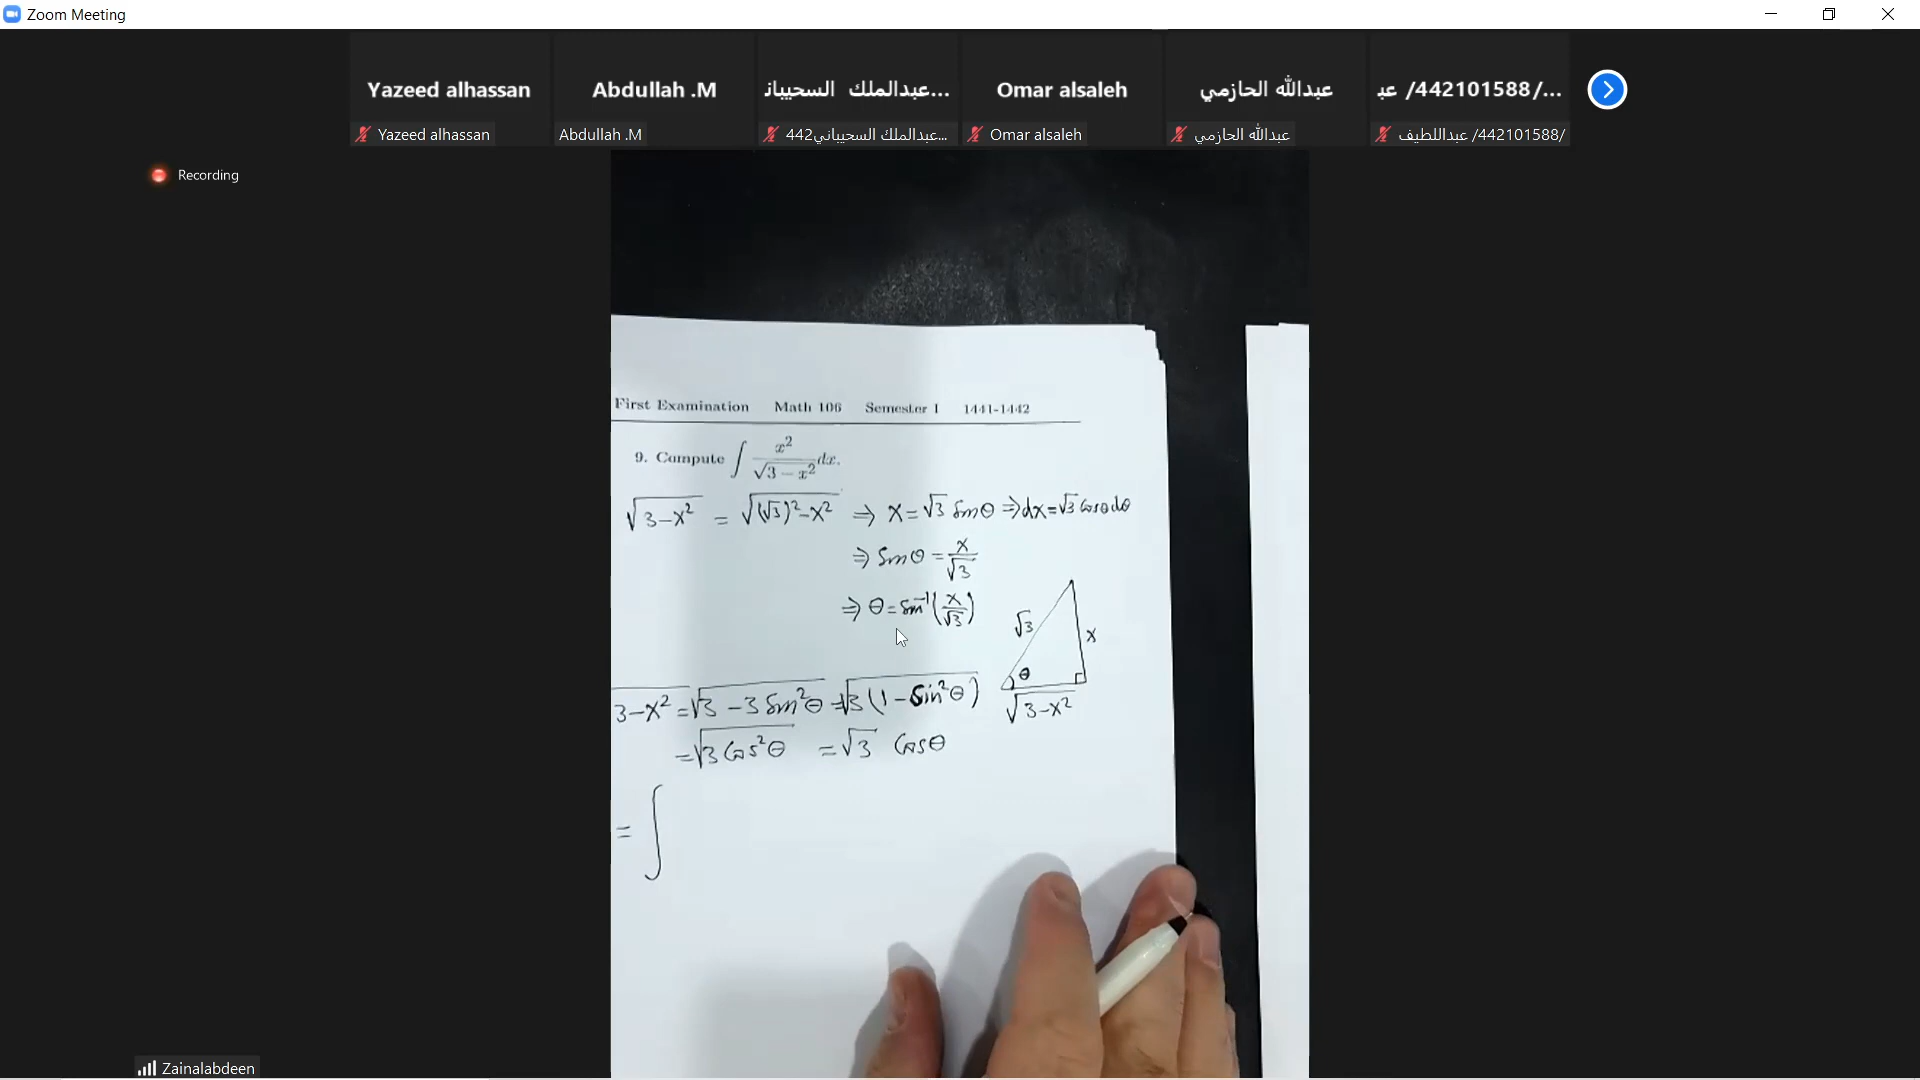 Zoom Meeting
Yazeed alhassan
Abdullah .M
عبدالملك السحيباني...
Omar alsaleh
عبدالله الحازمي
عب /442101588/...
Yazeed alhassan
Abdullah .M
442عبدالملك السحيباني...
Omar alsaleh
عبدالله الحازمي
عبداللطيف /442101588/
Recording
First Examination Math 106 Semester I 1441-1442
9. Compute ∫ x²/√(3 − x²) dx.
√(3−x²) = √((√3)²−x²) ⇒ x = √3 Sinθ ⇒ dx = √3 Cosθ dθ
⇒ Sinθ = x/√3
⇒ θ = Sin⁻¹(x/√3)
√3
x
θ
√(3−x²)
3−x² = √(3 − 3 Sin²θ) = √(3(1 − Sin²θ))
= √(3 Cos²θ) = √3 Cosθ
= ∫
Zainalabdeen